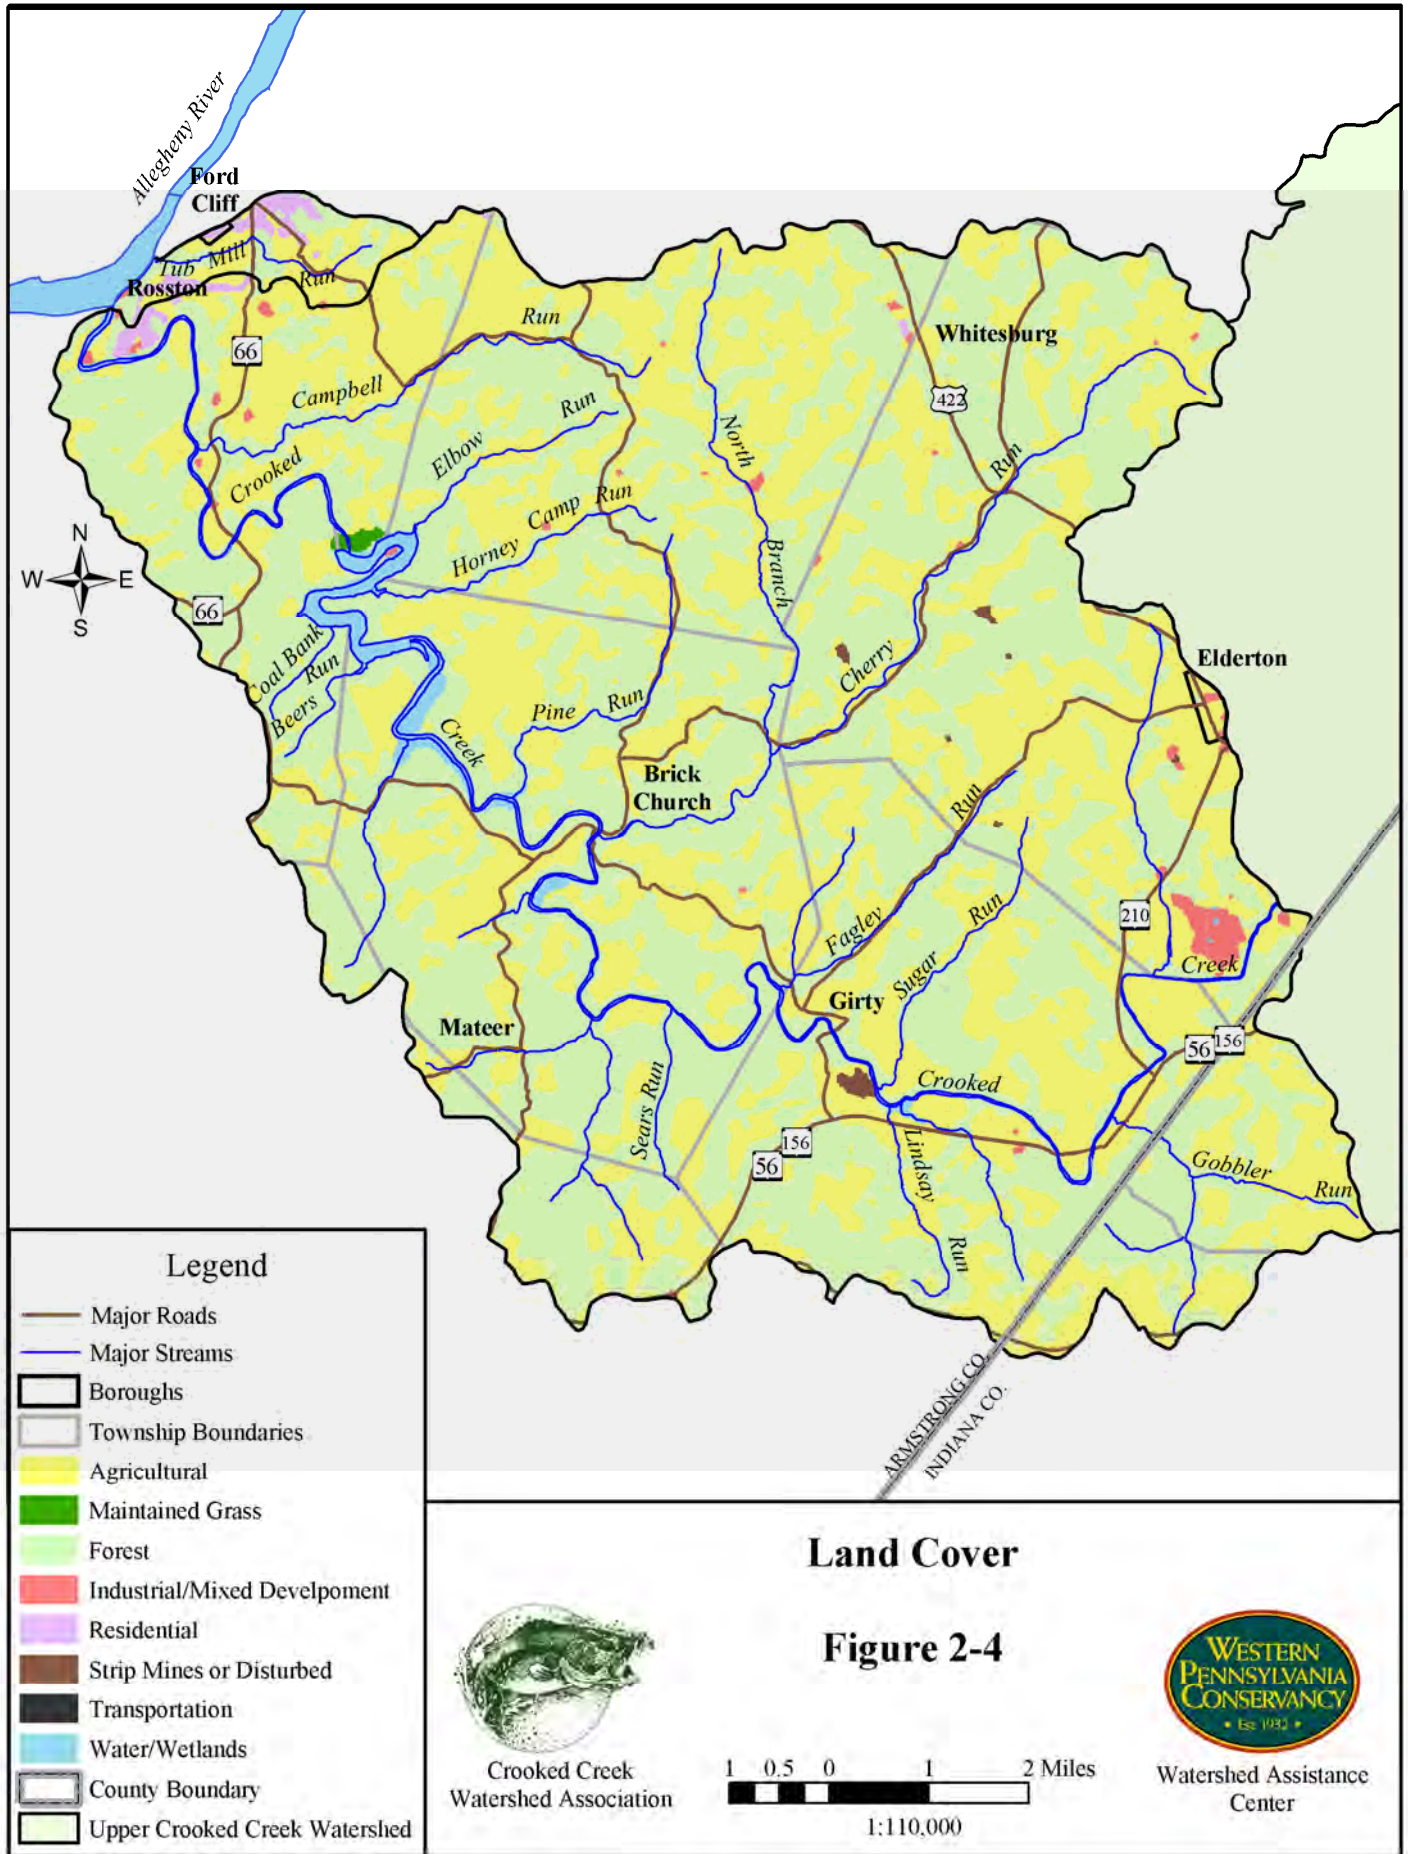 Allegheny River
Ford
Cliff
Tub Mill
Run
Rosston
66
Run
Campbell
Whitesburg
422
Run
Elbow
North
Run
Crooked
Camp Run
Horney
Branch
N
W E
S
66
Coal Bank
Run
Beers
Cherry
Elderton
Pine Run
Creek
Brick
Church
Run
Fagley
Run
Sugar
210
Creek
Girty
Mateer
56 156
Crooked
Sears Run
156
56
Lindsay
Run
Gobbler
Run
ARMSTRONG CO.
INDIANA CO.
Legend
Major Roads
Major Streams
Boroughs
Township Boundaries
Agricultural
Maintained Grass
Forest
Industrial/Mixed Develpoment
Residential
Strip Mines or Disturbed
Transportation
Water/Wetlands
County Boundary
Upper Crooked Creek Watershed
Land Cover
Figure 2-4
Crooked Creek
Watershed Association
1 0.5 0 1 2 Miles
1:110,000
WESTERN
PENNSYLVANIA
CONSERVANCY
• Est 1932 •
Watershed Assistance
Center